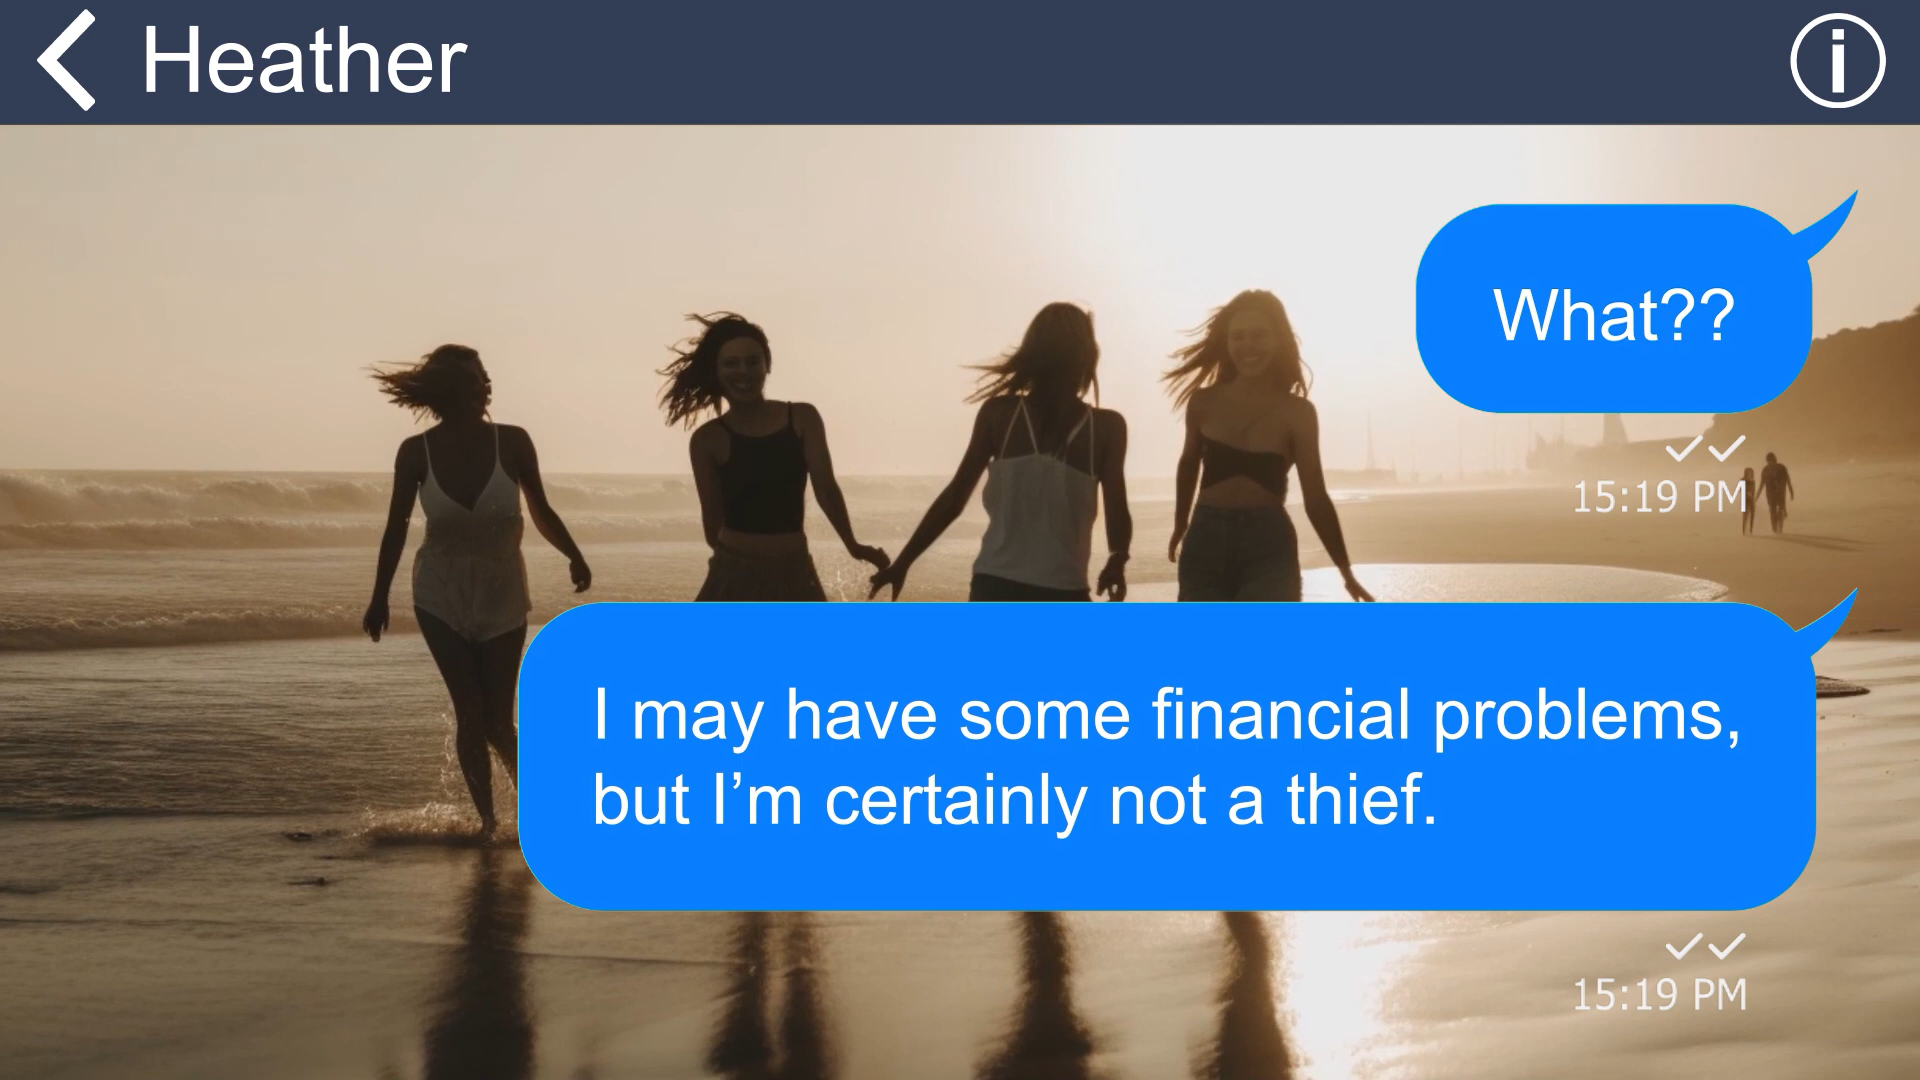 Heather
What??
15:19 PM
I may have some financial problems,
but I’m certainly not a thief.
15:19 PM